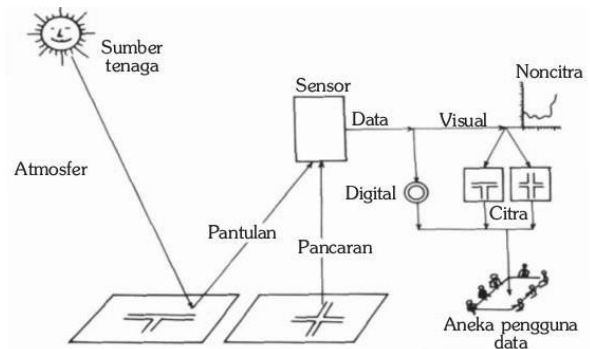 Sumber
tenaga
Noncitra
Sensor
Data
Visual
Atmosfer
Digital
Citra
Pantulan
Pancaran
Aneka pengguna
data